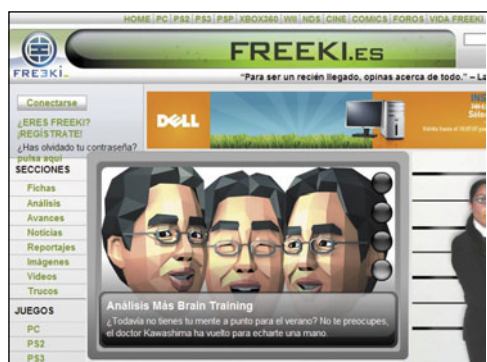 HOME | PC | PS2 | PS3 | PSP | XBOX360 | WII | NDS | CINE | COMICS | FOROS | VIDA FREEKI
FREEKI.ES
FREEKI
"Para ser un recién llegado, opinas acerca de todo." – La
Conectarse
¿ERES FREEKI?
¡REGÍSTRATE!
¿Has olvidado tu contraseña?
pulsa aquí
DELL
SECCIONES
Fichas
Análisis
Avances
Noticias
Reportajes
Imágenes
Videos
Trucos
JUEGOS
PC
PS2
PS3
Análisis Más Brain Training
¿Todavía no tienes tu mente a punto para el verano? No te preocupes,
el doctor Kawashima ha vuelto para echarte una mano.